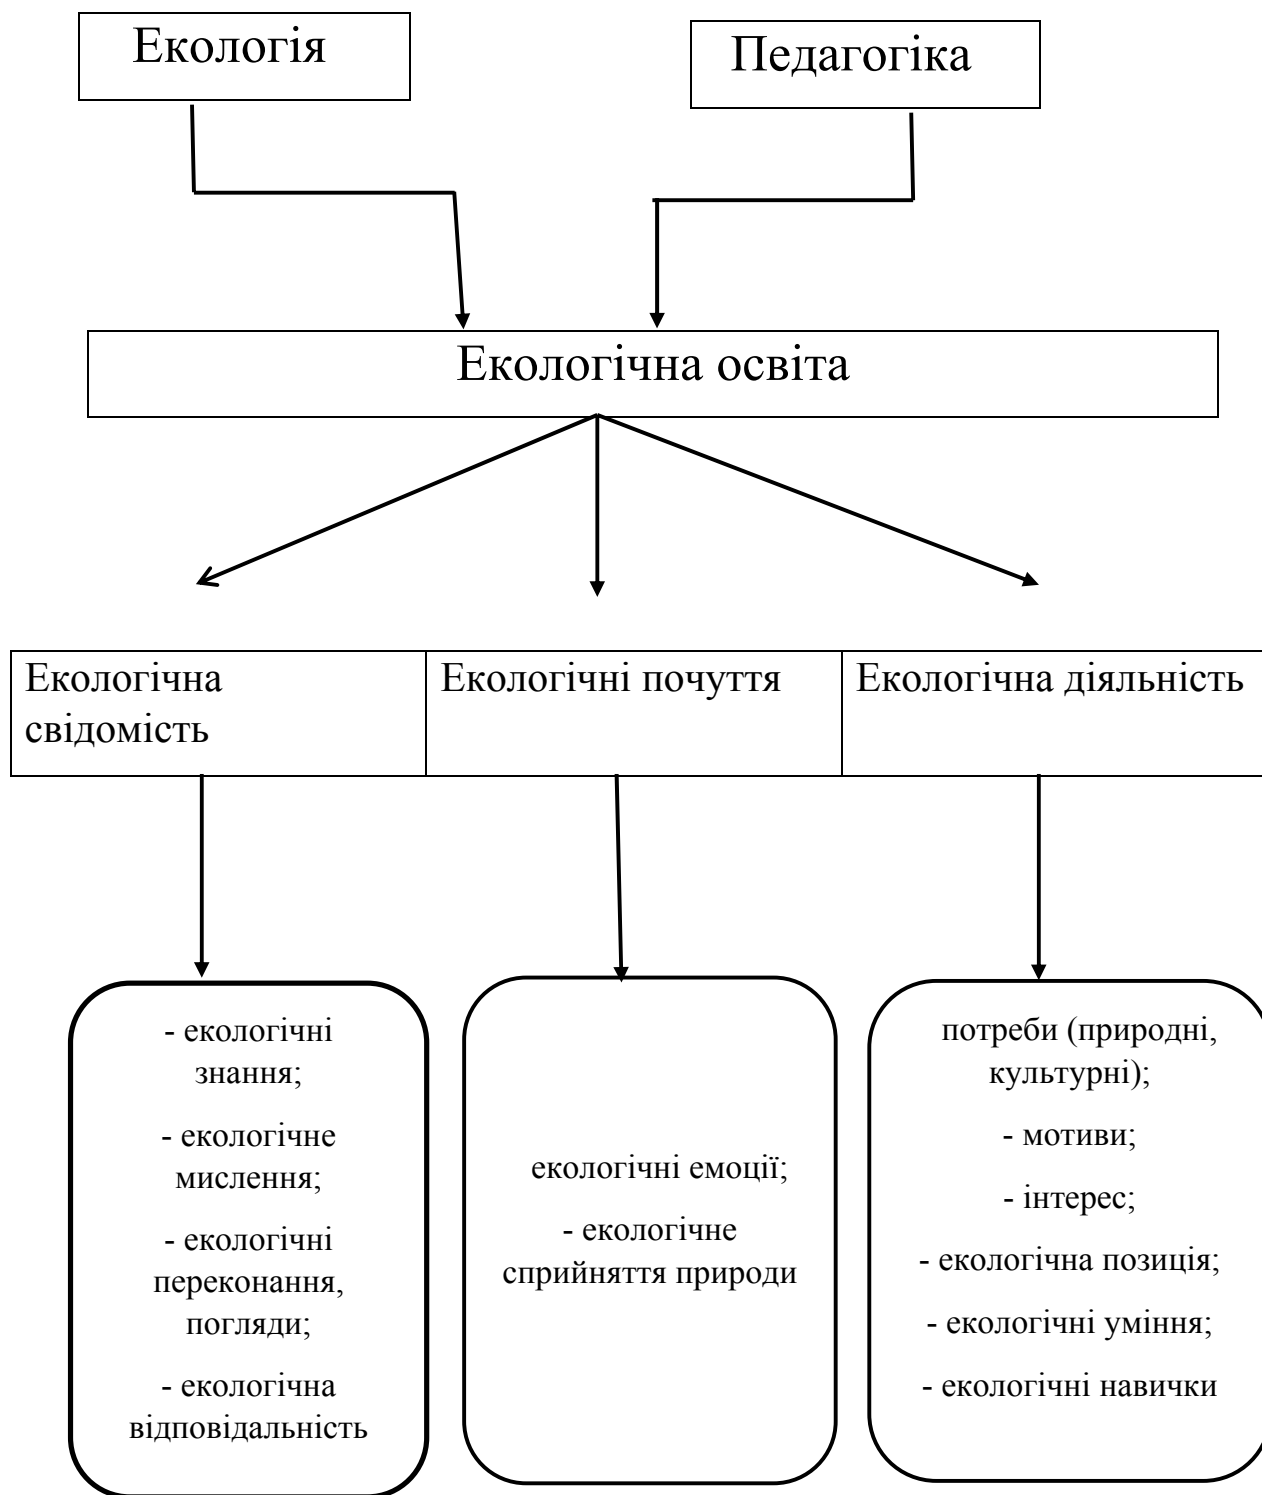 Екологія
Педагогіка
Екологічна освіта
Екологічна
свідомість
Екологічні почуття
Екологічна діяльність
- екологічні
знання;
- екологічне
мислення;
- екологічні
переконання,
погляди;
- екологічна
відповідальність
екологічні емоції;
- екологічне
сприйняття природи
потреби (природні,
культурні);
- мотиви;
- інтерес;
- екологічна позиція;
- екологічні уміння;
- екологічні навички